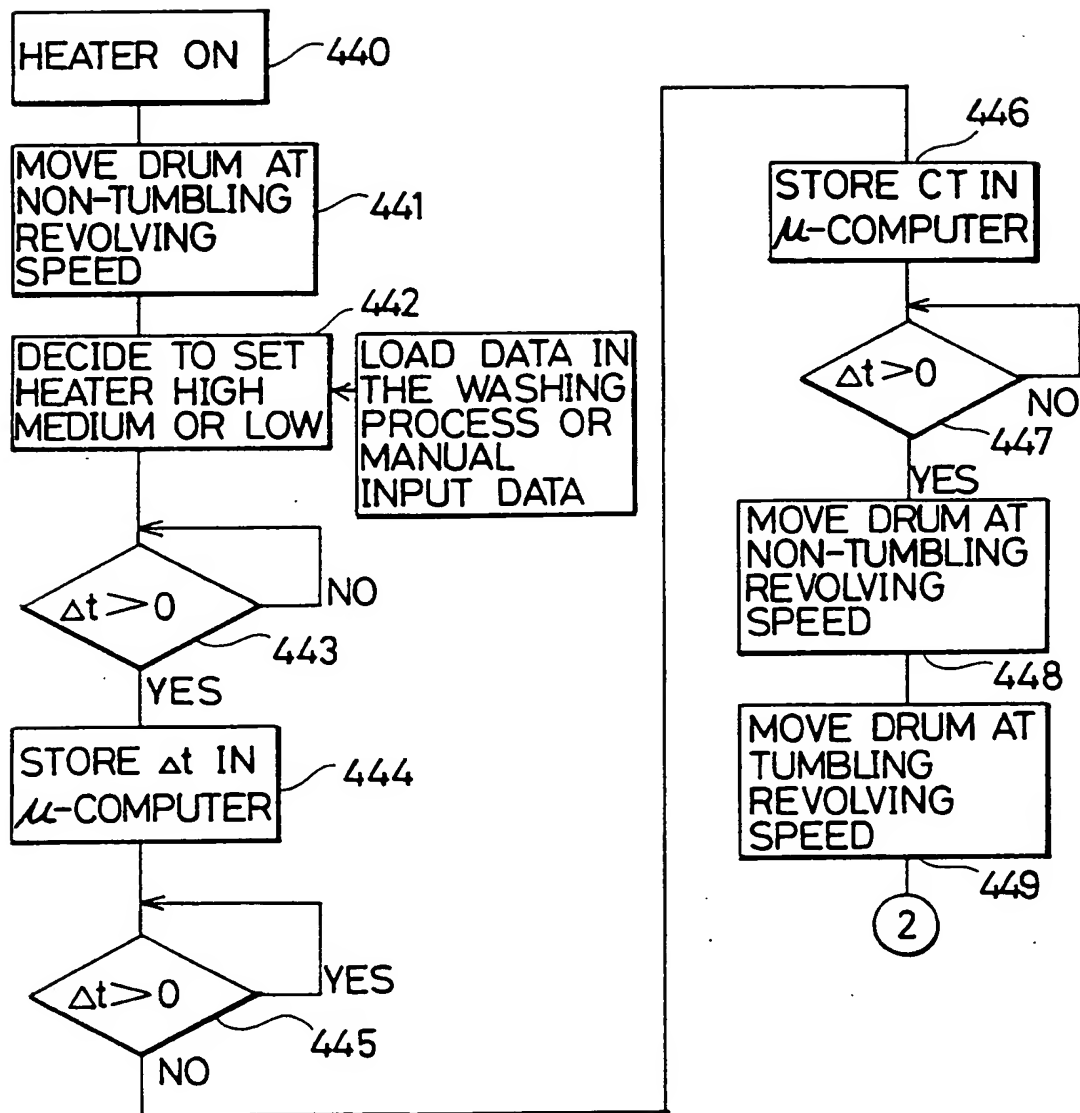 HEATER ON
440
MOVE DRUM AT
NON-TUMBLING
REVOLVING
SPEED
441
442
DECIDE TO SET
HEATER HIGH
MEDIUM OR LOW
LOAD DATA IN
THE WASHING
PROCESS OR
MANUAL
INPUT DATA
Δt>0
NO
443
YES
STORE Δt IN
μ-COMPUTER
444
Δt>0
YES
445
NO
446
STORE CT IN
μ-COMPUTER
Δt>0
NO
447
YES
MOVE DRUM AT
NON-TUMBLING
REVOLVING
SPEED
448
MOVE DRUM AT
TUMBLING
REVOLVING
SPEED
449
2